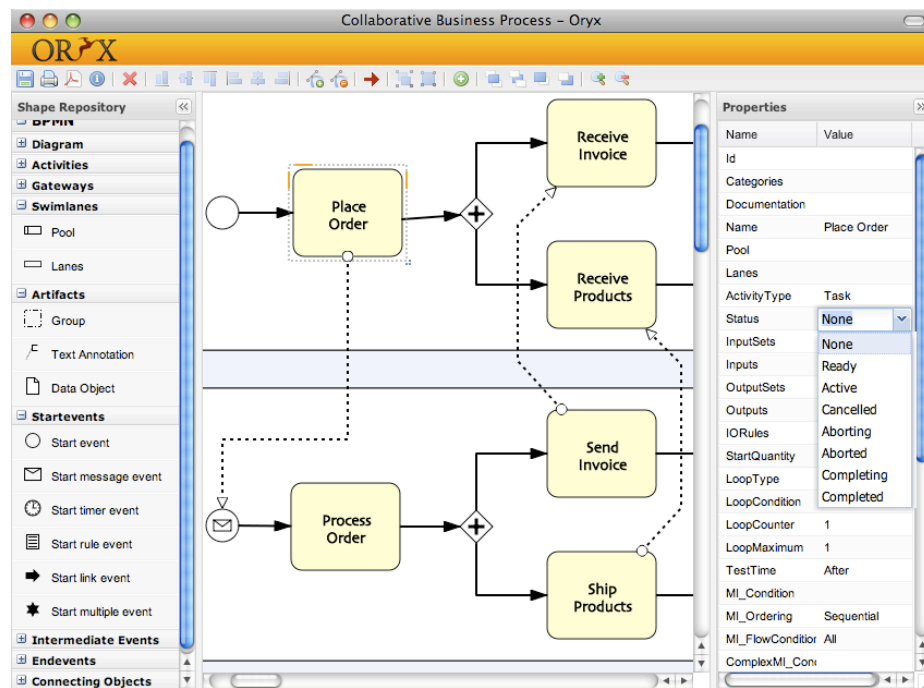 Collaborative Business Process – Oryx
ORYX
Shape Repository
BPMN
Diagram
Activities
Gateways
Swimlanes
Pool
Lanes
Artifacts
Group
Text Annotation
Data Object
Startevents
Start event
Start message event
Start timer event
Start rule event
Start link event
Start multiple event
Intermediate Events
Endevents
Connecting Objects
Place
Order
Receive
Invoice
Receive
Products
Process
Order
Send
Invoice
Ship
Products
Properties
Name Value
Id
Categories
Documentation
Name Place Order
Pool
Lanes
ActivityType Task
Status None
InputSets
Inputs
OutputSets
Outputs
IORules
StartQuantity
LoopType
LoopCondition
None
Ready
Active
Cancelled
Aborting
Aborted
Completing
Completed
LoopCounter 1
LoopMaximum 1
TestTime After
MI_Condition
MI_Ordering Sequential
MI_FlowCondition All
ComplexMI_Con